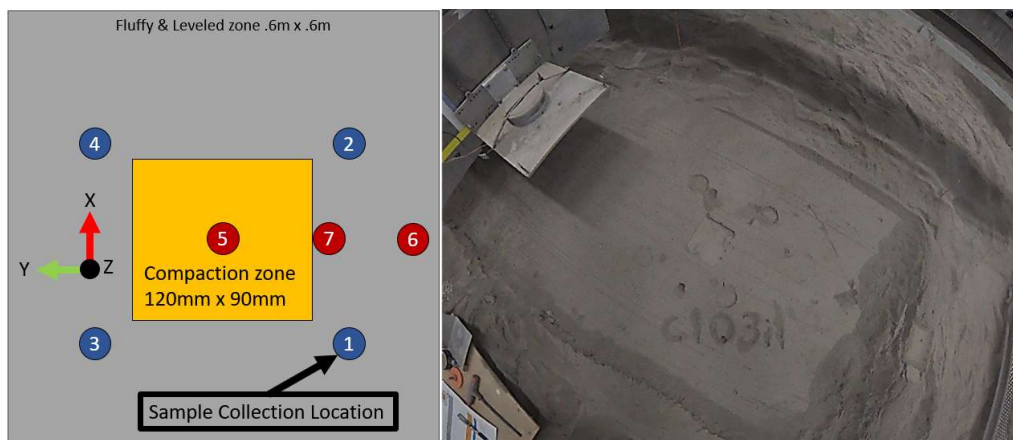 Fluffy & Leveled zone .6m x .6m
4
2
X
5
7
6
Y
Z
Compaction zone
120mm x 90mm
3
1
Sample Collection Location